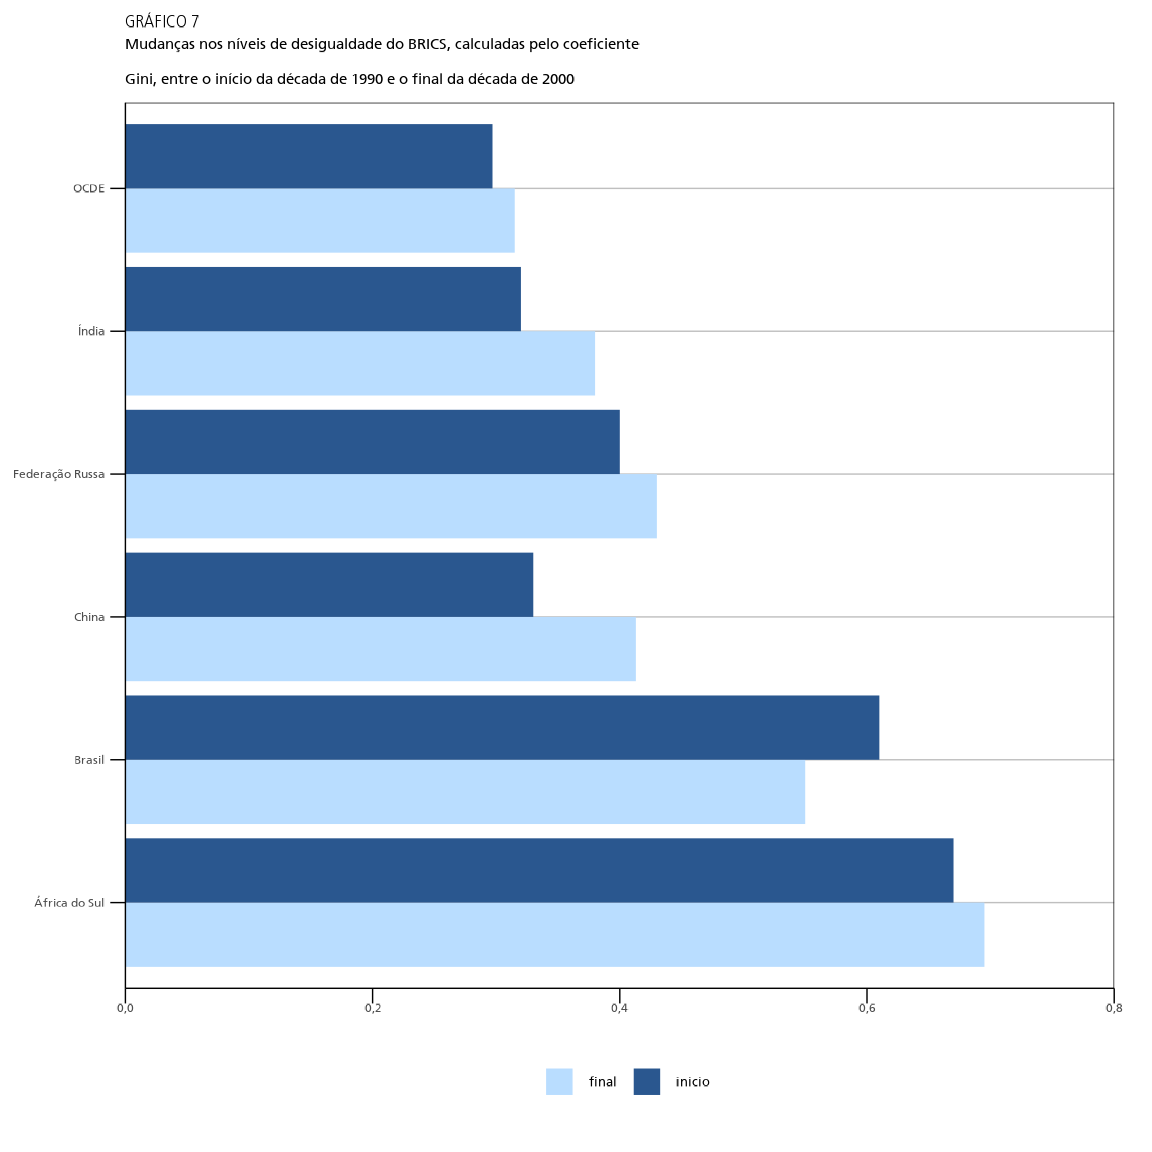 GRÁFICO 7
Mudanças nos níveis de desigualdade do BRICS, calculadas pelo coeficiente
Gini, entre o início da década de 1990 e o final da década de 2000
OCDE
Índia
Federação Russa
China
Brasil
África do Sul
0,0
0,2
0,4
0,6
0,8
final
inicio